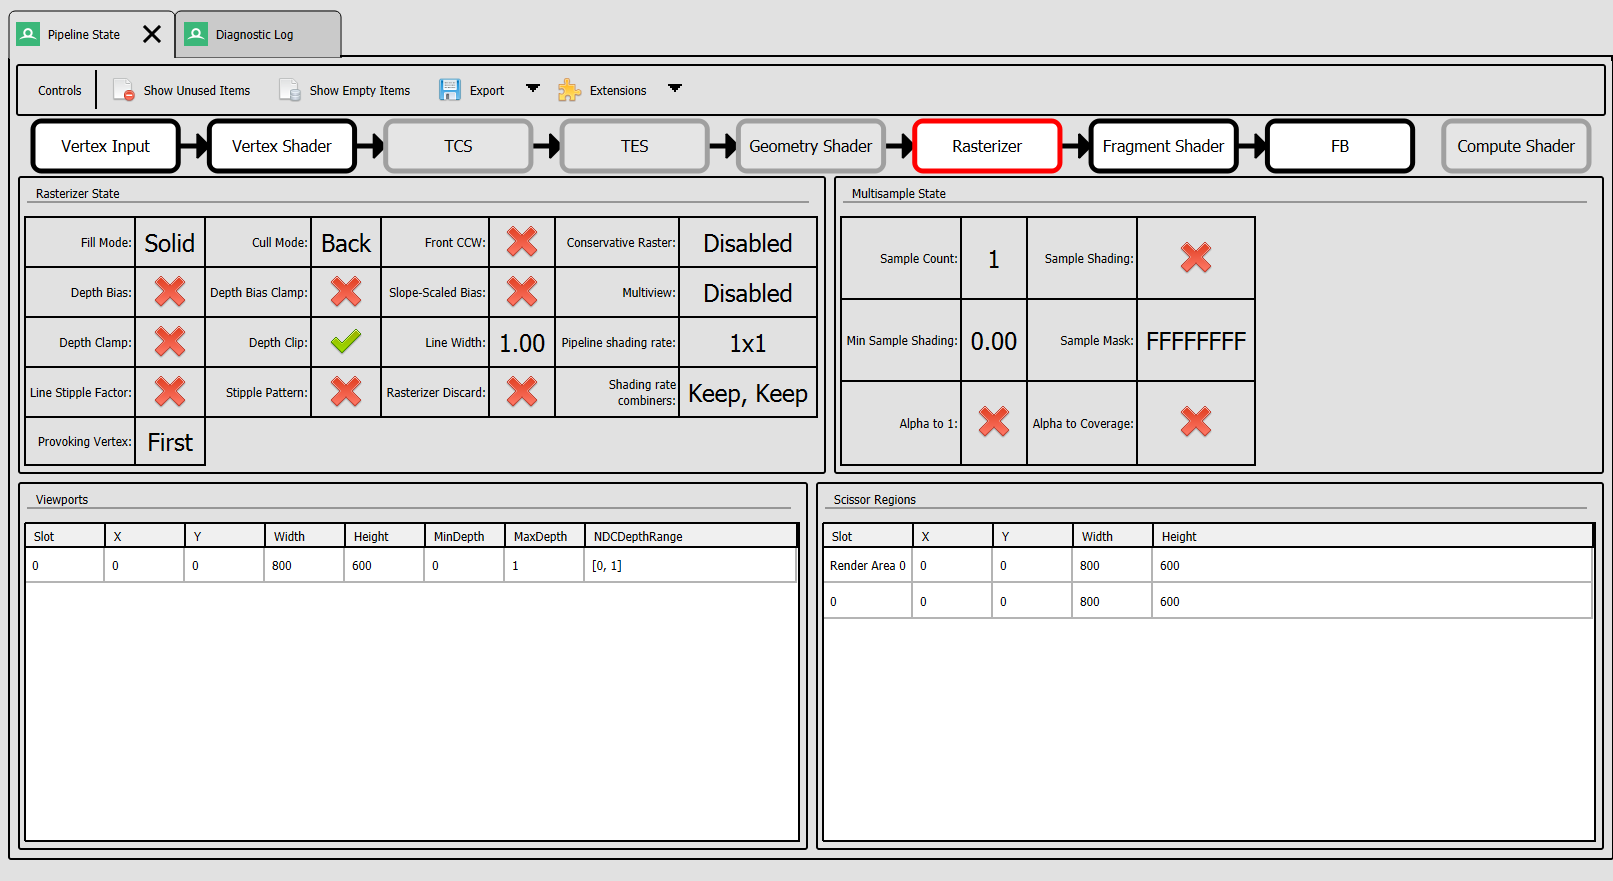 Pipeline State
Diagnostic Log
Controls
Show Unused Items
Show Empty Items
Export
Extensions
Vertex Input
Vertex Shader
TCS
TES
Geometry Shader
Rasterizer
Fragment Shader
FB
Compute Shader
Rasterizer State
Fill Mode: Solid Cull Mode: Back Front CCW: Conservative Raster: Disabled
Depth Bias: Depth Bias Clamp: Slope-Scaled Bias: Multiview: Disabled
Depth Clamp: Depth Clip: Line Width: 1.00 Pipeline shading rate: 1x1
Line Stipple Factor: Stipple Pattern: Rasterizer Discard: Shading rate combiners: Keep, Keep
Provoking Vertex: First
Multisample State
Sample Count: 1 Sample Shading:
Min Sample Shading: 0.00 Sample Mask: FFFFFFFF
Alpha to 1: Alpha to Coverage:
Viewports
Slot X Y Width Height MinDepth MaxDepth NDCDepthRange
0 0 0 800 600 0 1 [0, 1]
Scissor Regions
Slot X Y Width Height
Render Area 0 0 0 800 600
0 0 0 800 600